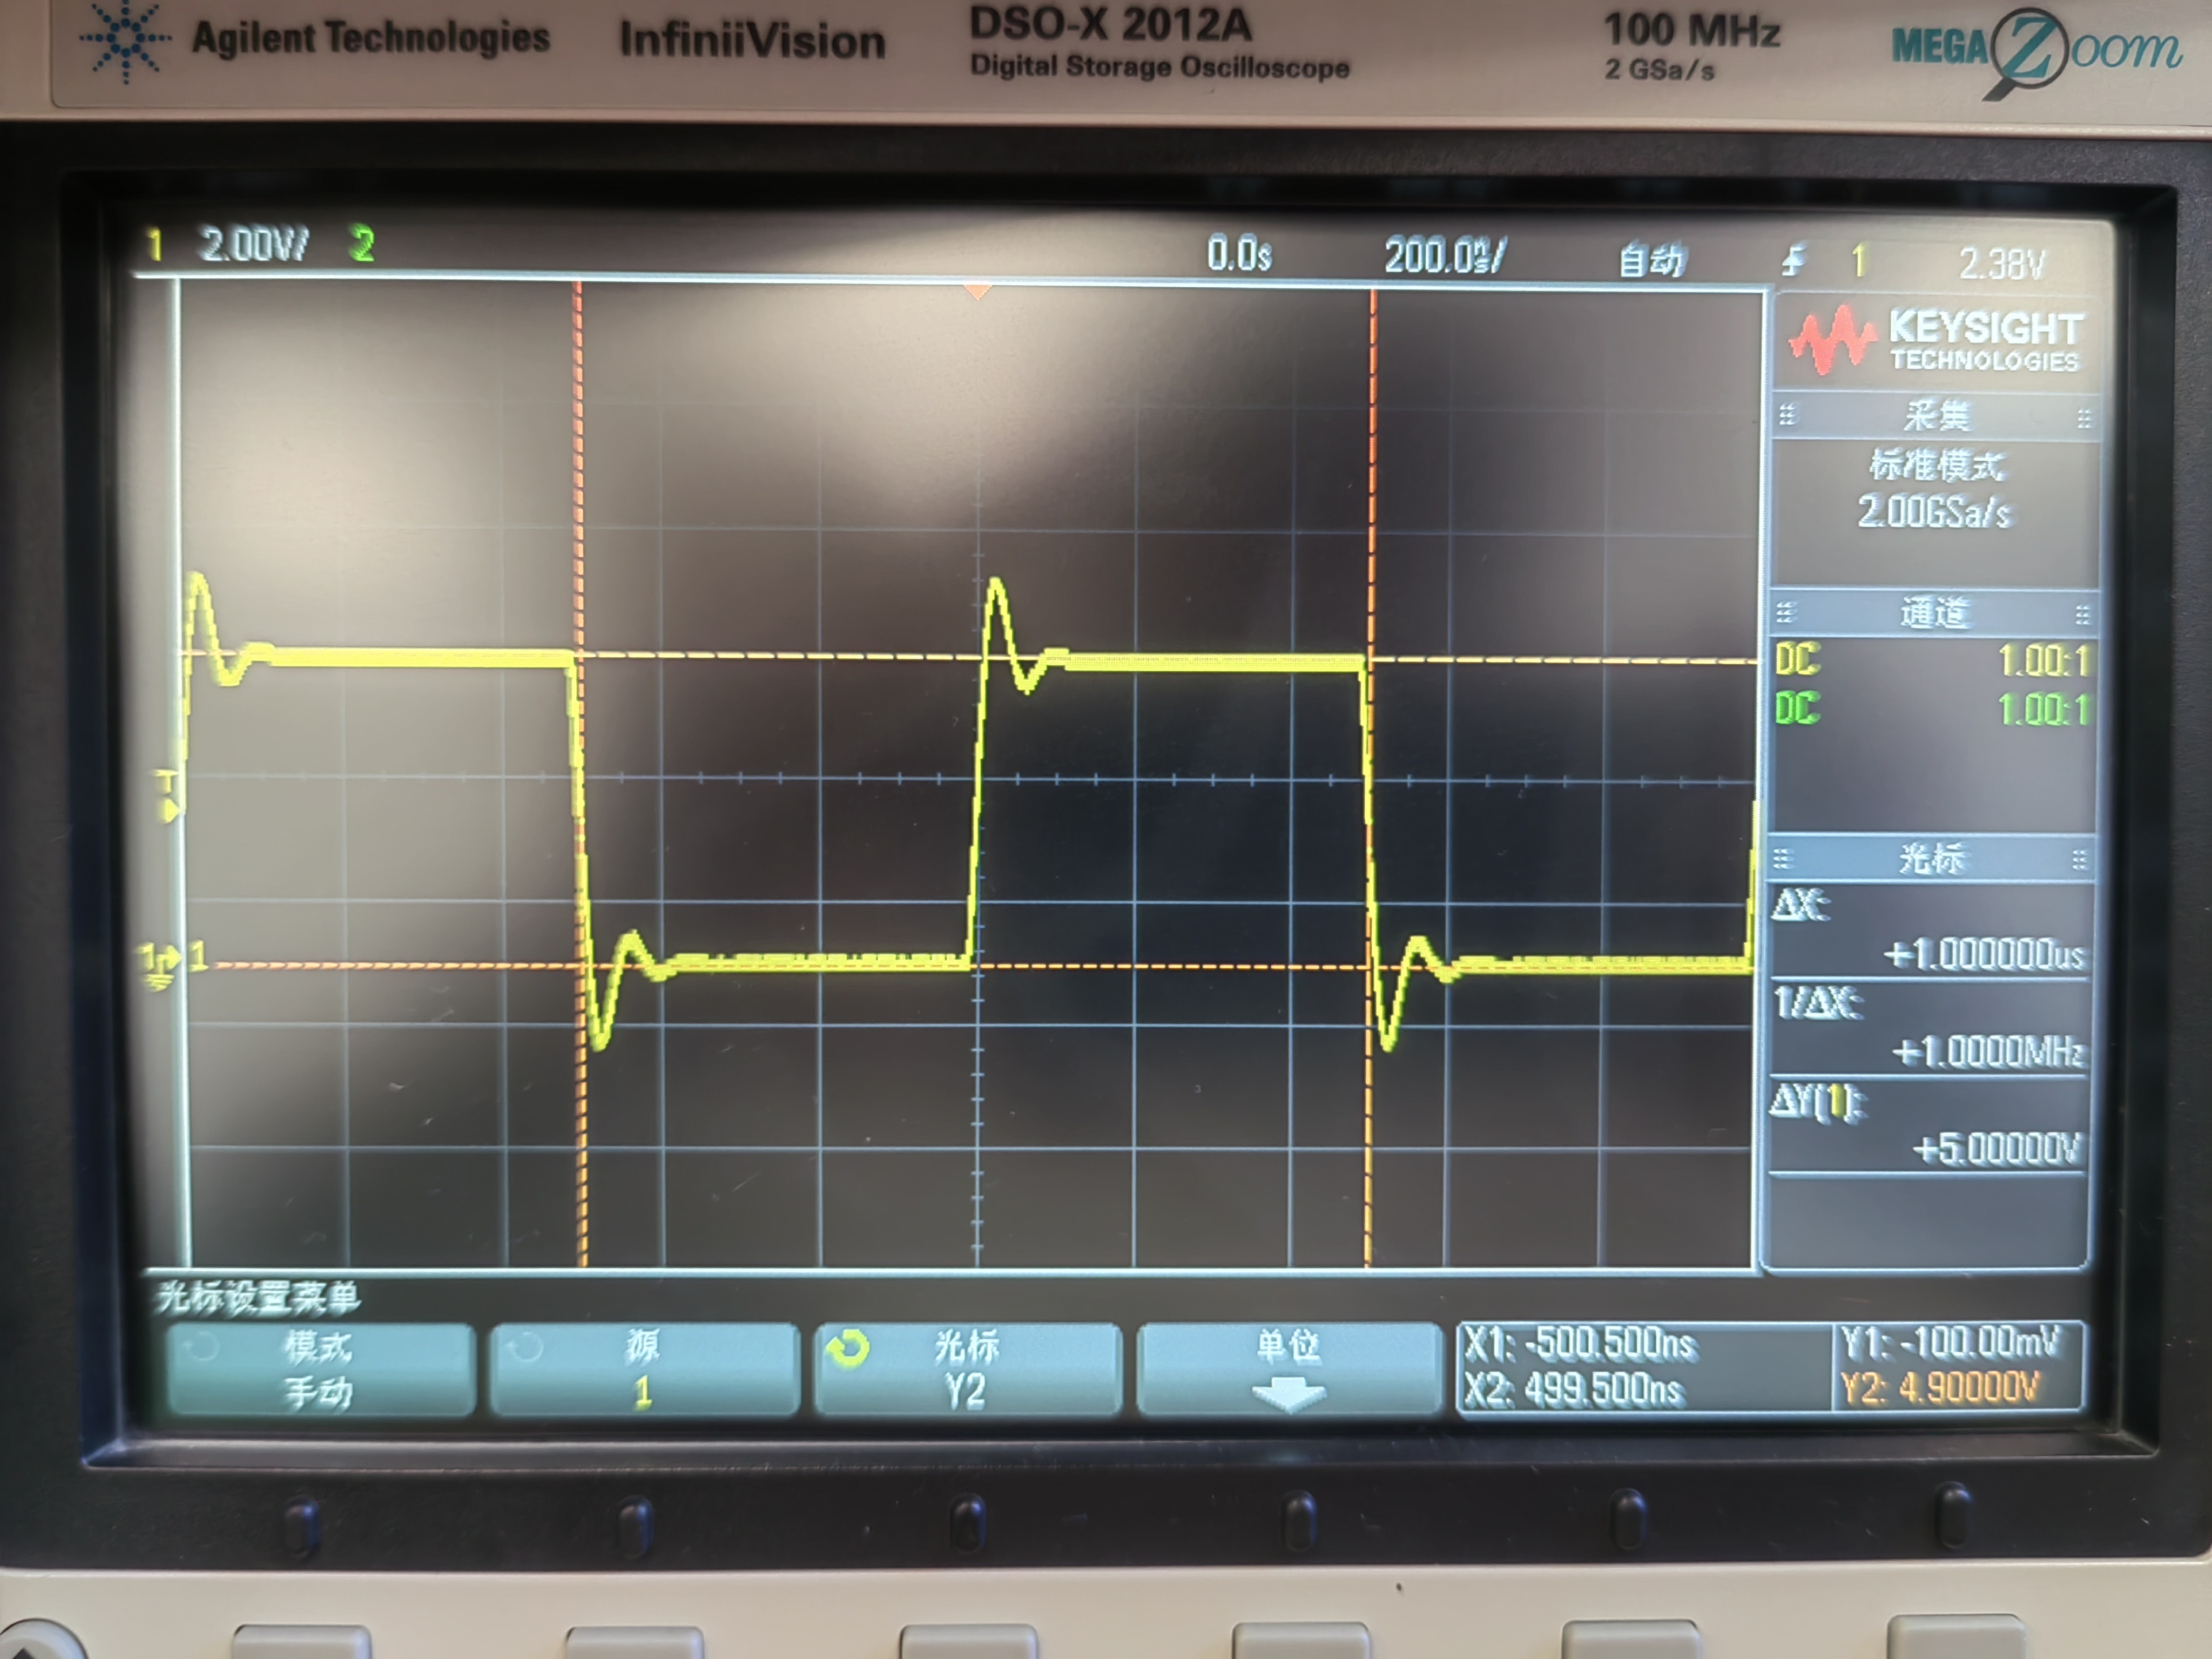 Agilent Technologies InfiniiVision DSO-X 2012A 100 MHz MEGA Zoom
Digital Storage Oscilloscope 2 GSa/s
1 2.00V/ 2 0.0s 200.0ns/ 自动 1 2.38V
KEYSIGHT
TECHNOLOGIES
采集
标准模式
2.00GSa/s
通道
DC 1.00:1
DC 1.00:1
T
光标
ΔX:
+1.000000us
1
1/ΔX:
+1.0000MHz
ΔY(1):
+5.00000V
光标设置菜单
模式
手动
源
1
光标
Y2
单位
X1: -500.500ns
X2: 499.500ns
Y1: -100.00mV
Y2: 4.90000V